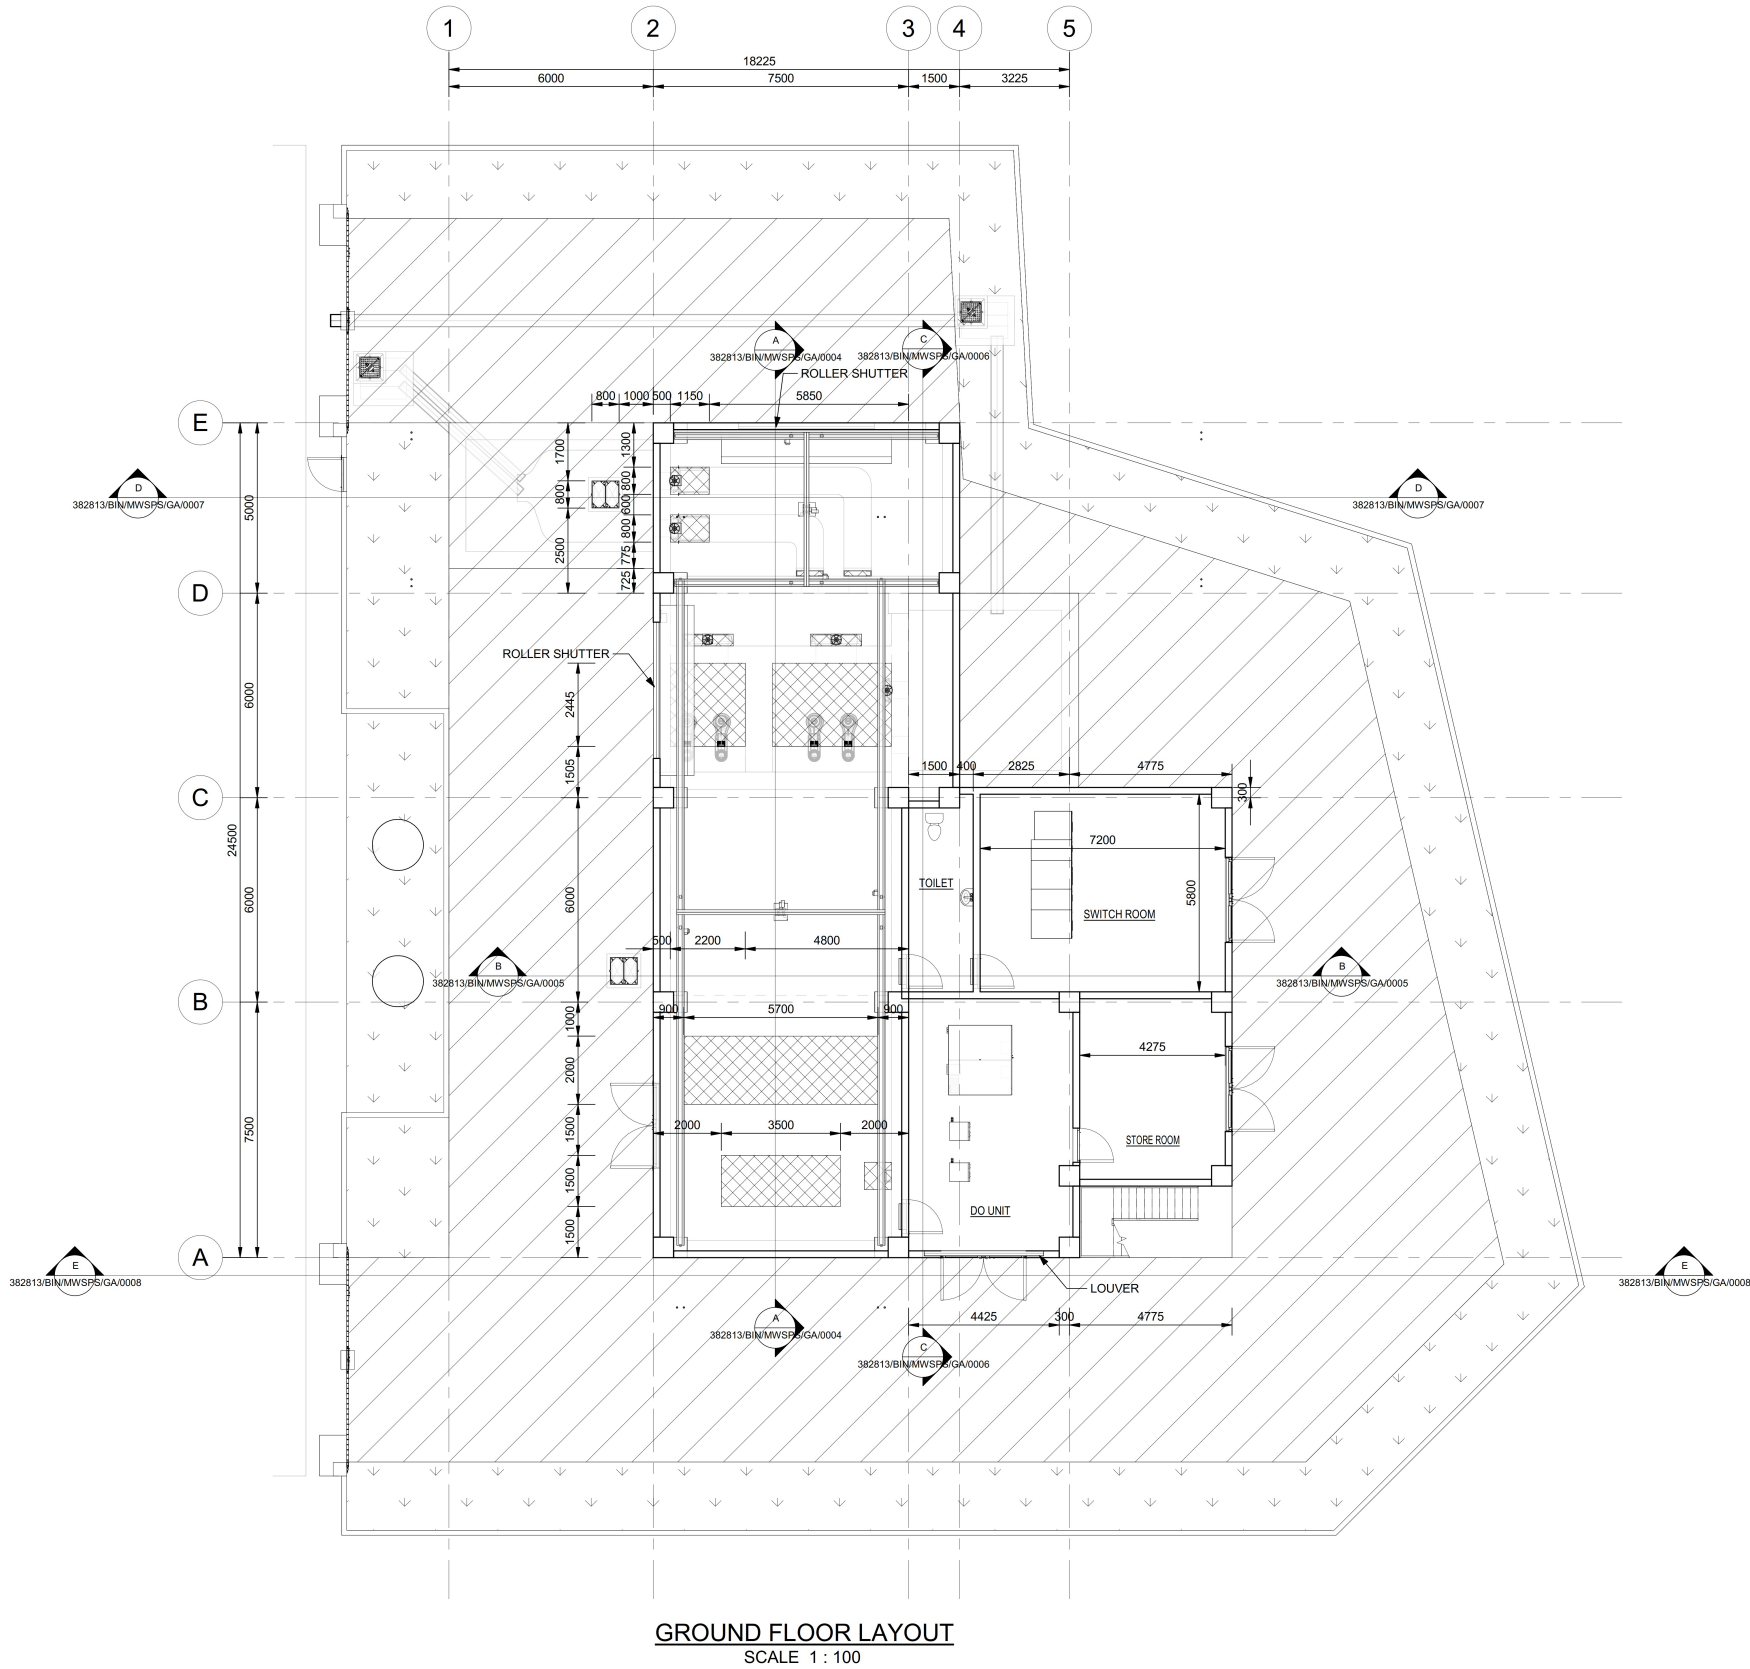 1 2 3 4 5
18225
6000 7500 1500 3225
A
382813/BIN/MWSPS/GA/0004
C
382813/BIN/MWSPS/GA/0006
ROLLER SHUTTER
800 1000 500 1150 5850
E
1700
1300
800
800
600
5000
D
382813/BIN/MWSPS/GA/0007
D
382813/BIN/MWSPS/GA/0007
800
2500
775
725
D
ROLLER SHUTTER
6000
2445
1505
1500 400 2825 4775
300
C
24500
7200
TOILET
5800
6000
6000
SWITCH ROOM
500 2200 4800
B
382813/BIN/MWSPS/GA/0005
B
382813/BIN/MWSPS/GA/0005
B
900 5700 900
1000
4275
2000
7500
2000 3500 2000
1500
STORE ROOM
1500
DO UNIT
1500
A
E
382813/BIN/MWSPS/GA/0008
E
382813/BIN/MWSPS/GA/0008
LOUVER
4425 300 4775
A
382813/BIN/MWSPS/GA/0004
C
382813/BIN/MWSPS/GA/0006
GROUND FLOOR LAYOUT
SCALE 1 : 100